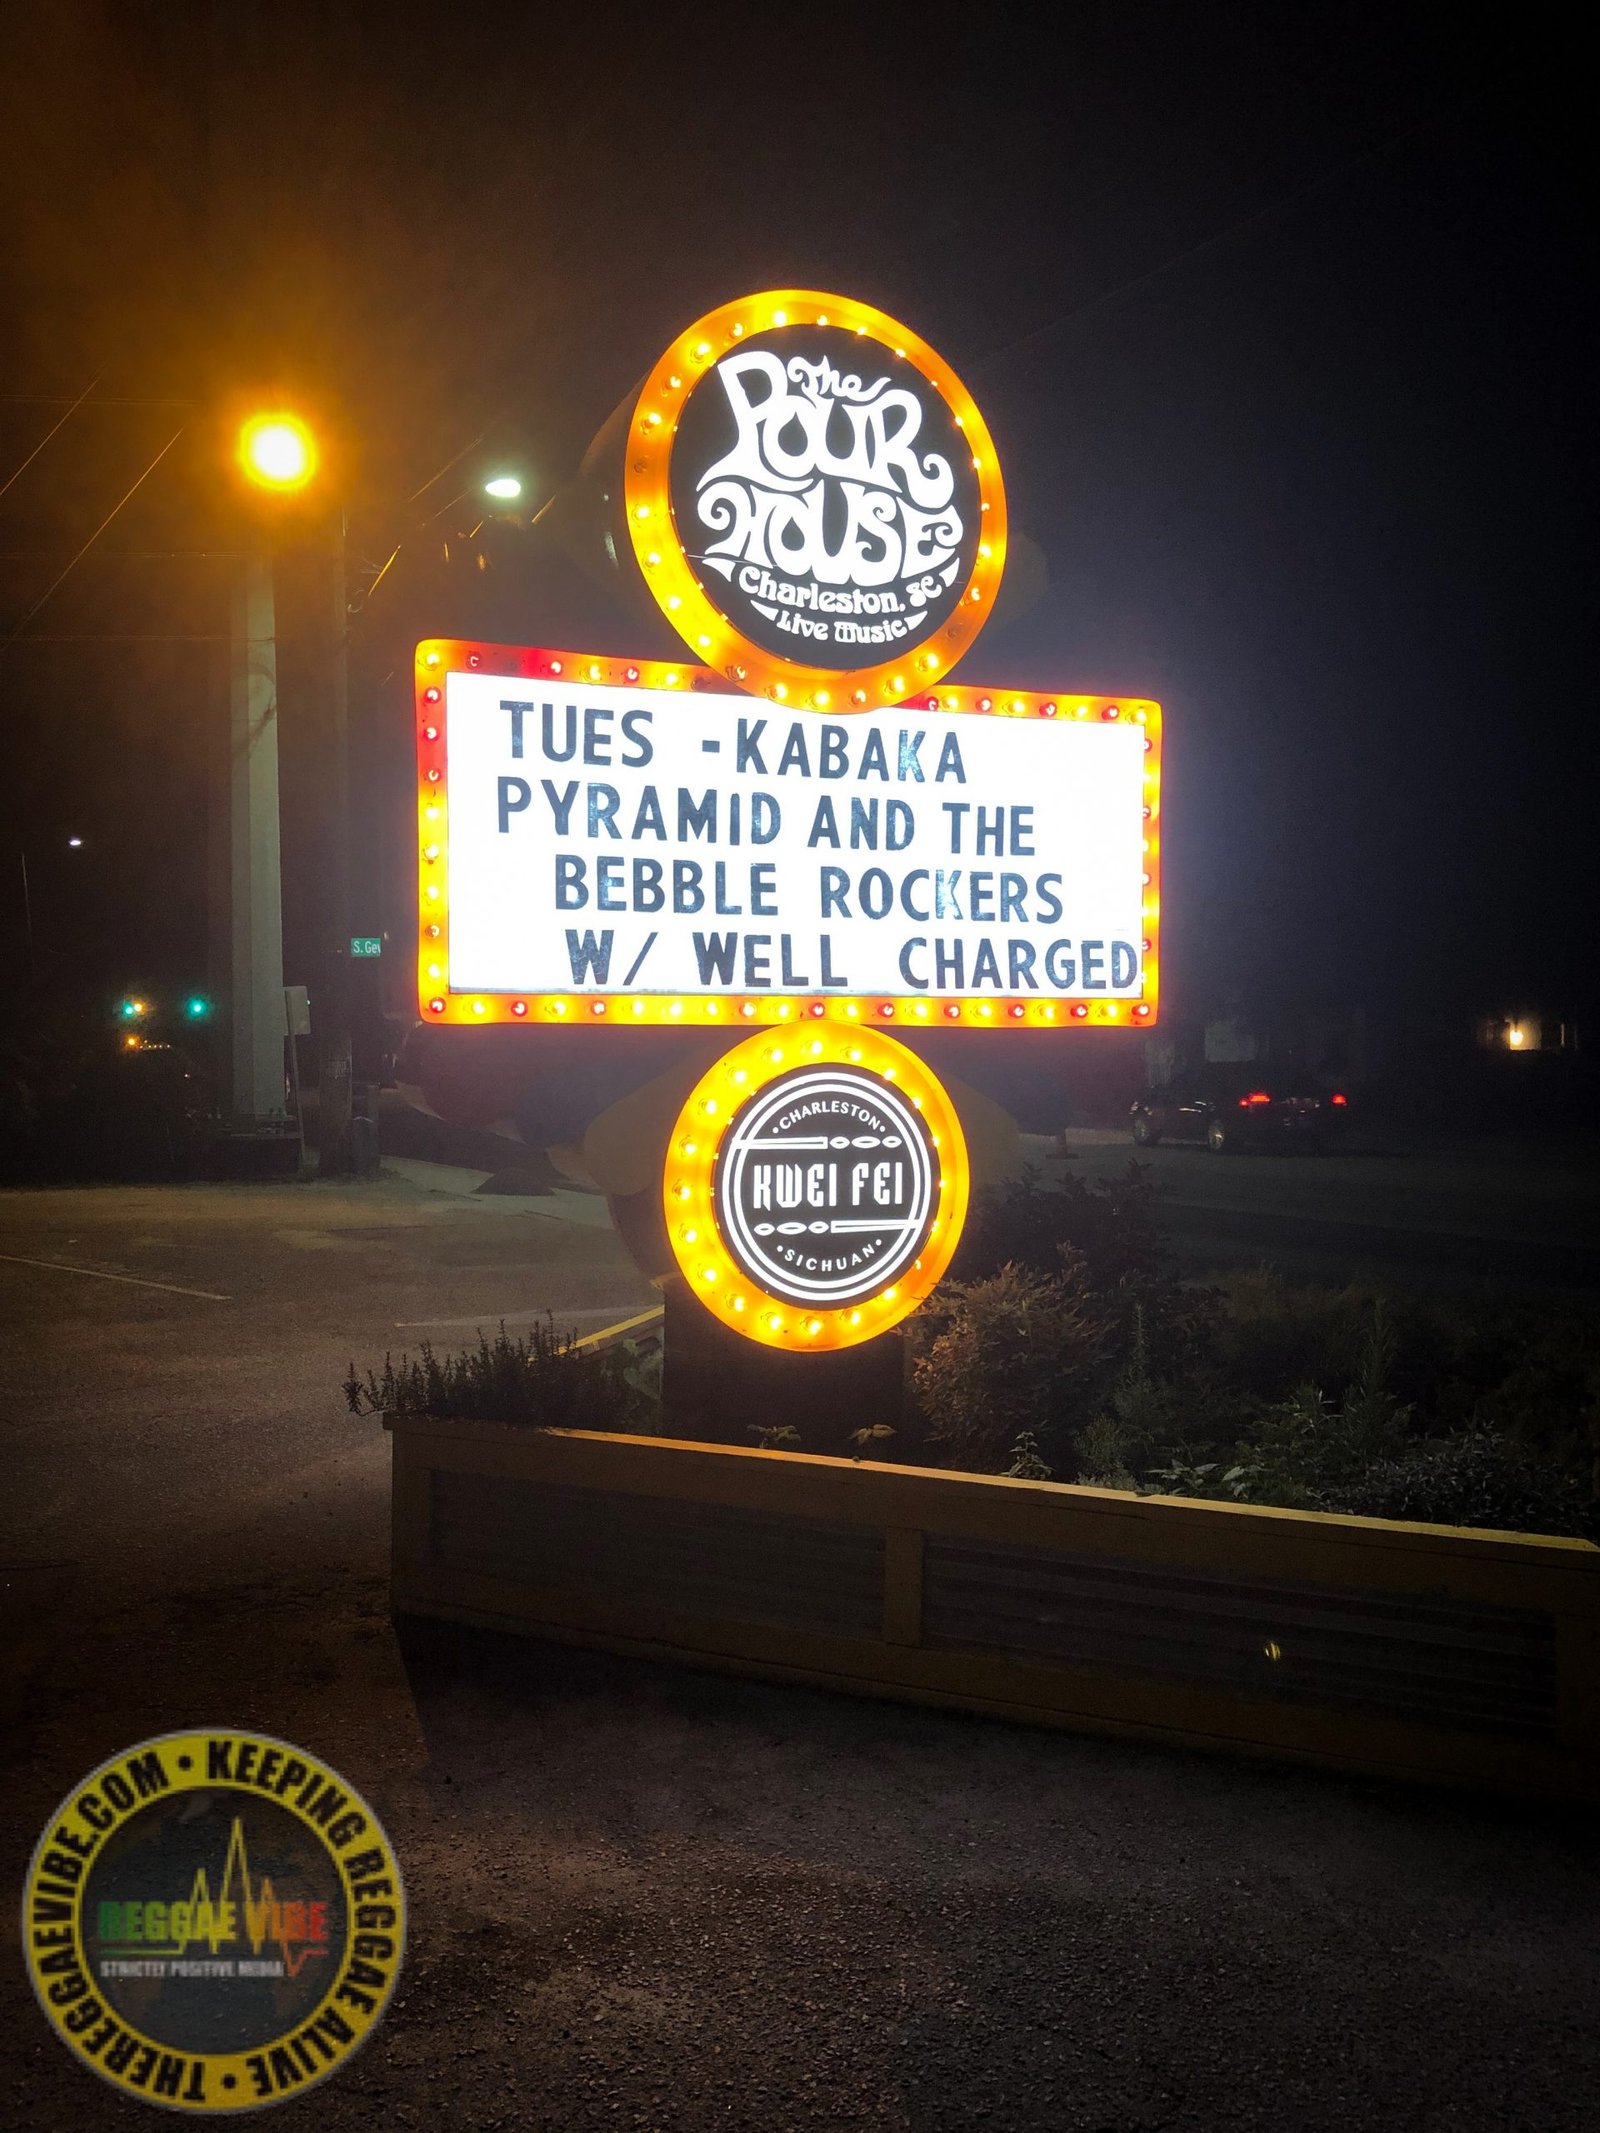 The
POUR
HOUSE
Charleston, SC
Live Music
TUES - KABAKA
PYRAMID AND THE
BEBBLE ROCKERS
W/ WELL CHARGED
S. Ge
• CHARLESTON •
KWEI FEI
• SICHUAN •
THEREGGAEVIBE.COM • KEEPING REGGAE ALIVE •
REGGAE VIBE
STRICTLY POSITIVE MEDIA